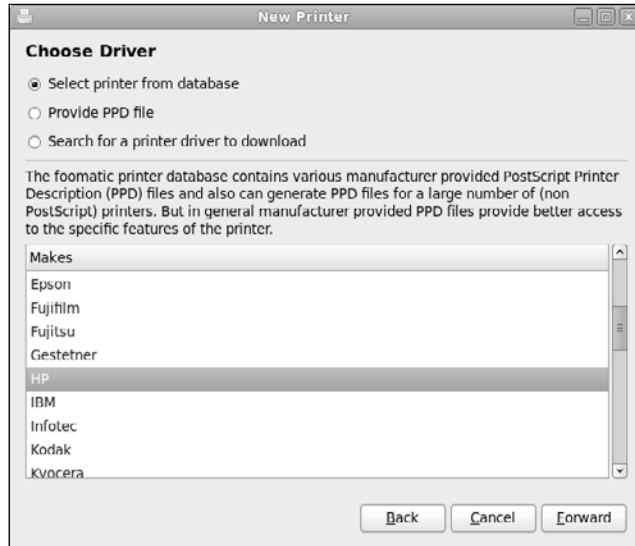 New Printer
Choose Driver
Select printer from database
Provide PPD file
Search for a printer driver to download
The foomatic printer database contains various manufacturer provided PostScript Printer
Description (PPD) files and also can generate PPD files for a large number of (non
PostScript) printers. But in general manufacturer provided PPD files provide better access
to the specific features of the printer.
Makes
Epson
Fujifilm
Fujitsu
Gestetner
HP
IBM
Infotec
Kodak
Kyocera
Back Cancel Forward